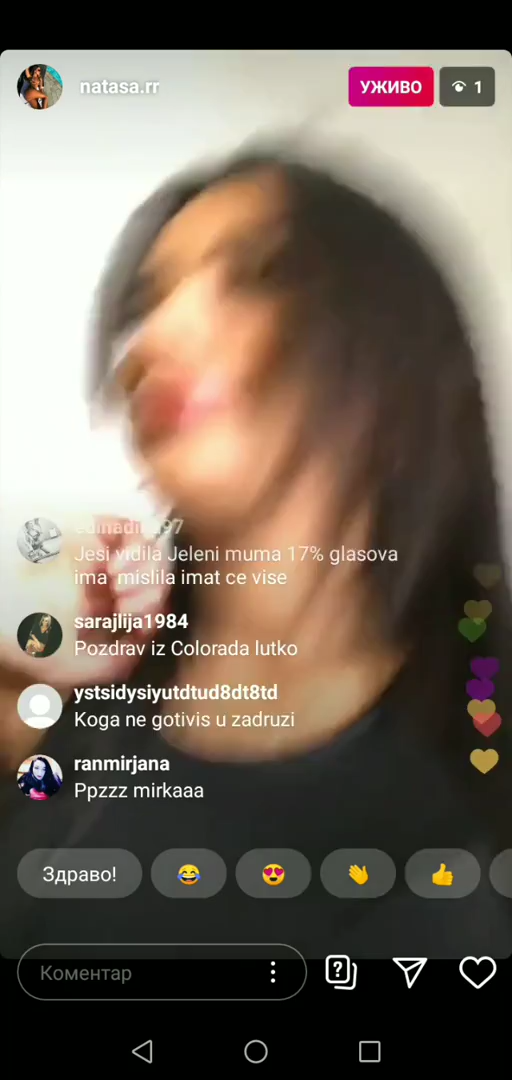 natasa.rr
УЖИВО
1
Jesi vidila Jeleni muma 17% glasova
ima mislila imat ce vise
sarajlija1984
Pozdrav iz Colorada lutko
ystsidysiyutdtud8dt8td
Koga ne gotivis u zadruzi
ranmirjana
Ppzzz mirkaaa
Здраво!
Коментар